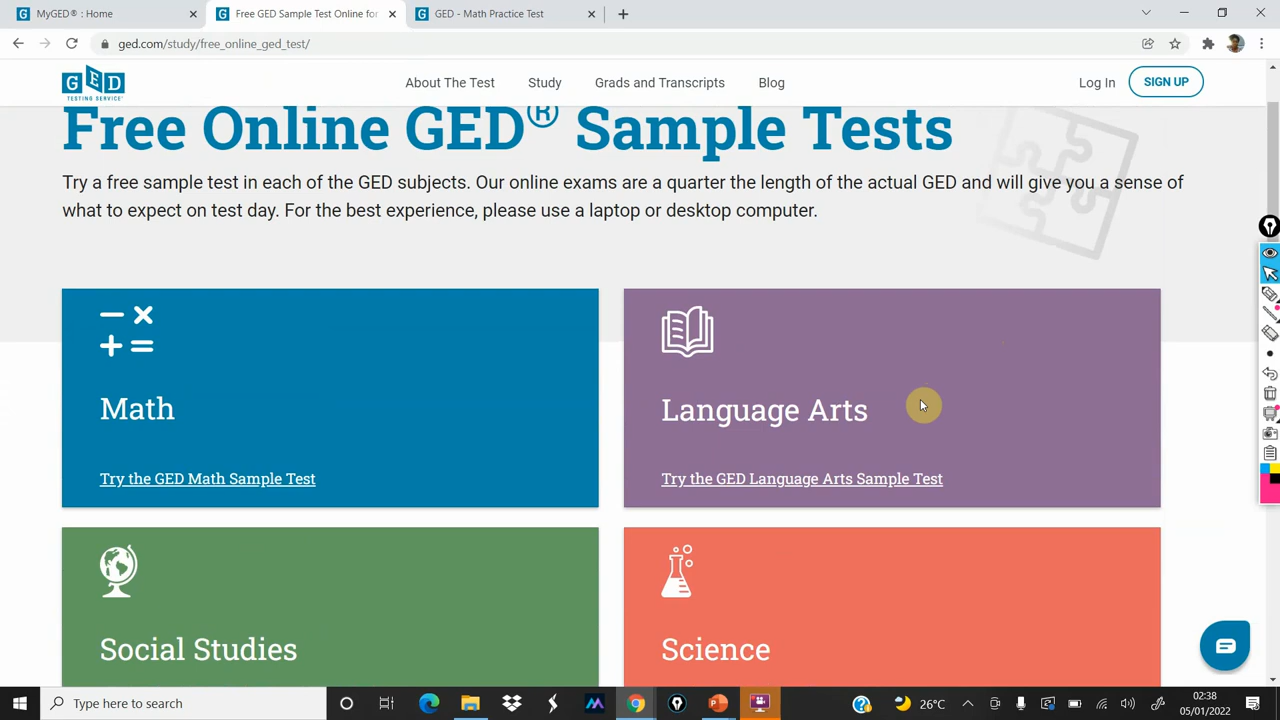 MyGED® : Home
Free GED Sample Test Online for
GED - Math Practice Test
ged.com/study/free_online_ged_test/
GED
TESTING SERVICE
About The Test
Study
Grads and Transcripts
Blog
Log In
SIGN UP
Free Online GED® Sample Tests
Try a free sample test in each of the GED subjects. Our online exams are a quarter the length of the actual GED and will give you a sense of
what to expect on test day. For the best experience, please use a laptop or desktop computer.
Math
Try the GED Math Sample Test
Language Arts
Try the GED Language Arts Sample Test
Social Studies
Science
Type here to search
26°C
02:38
05/01/2022